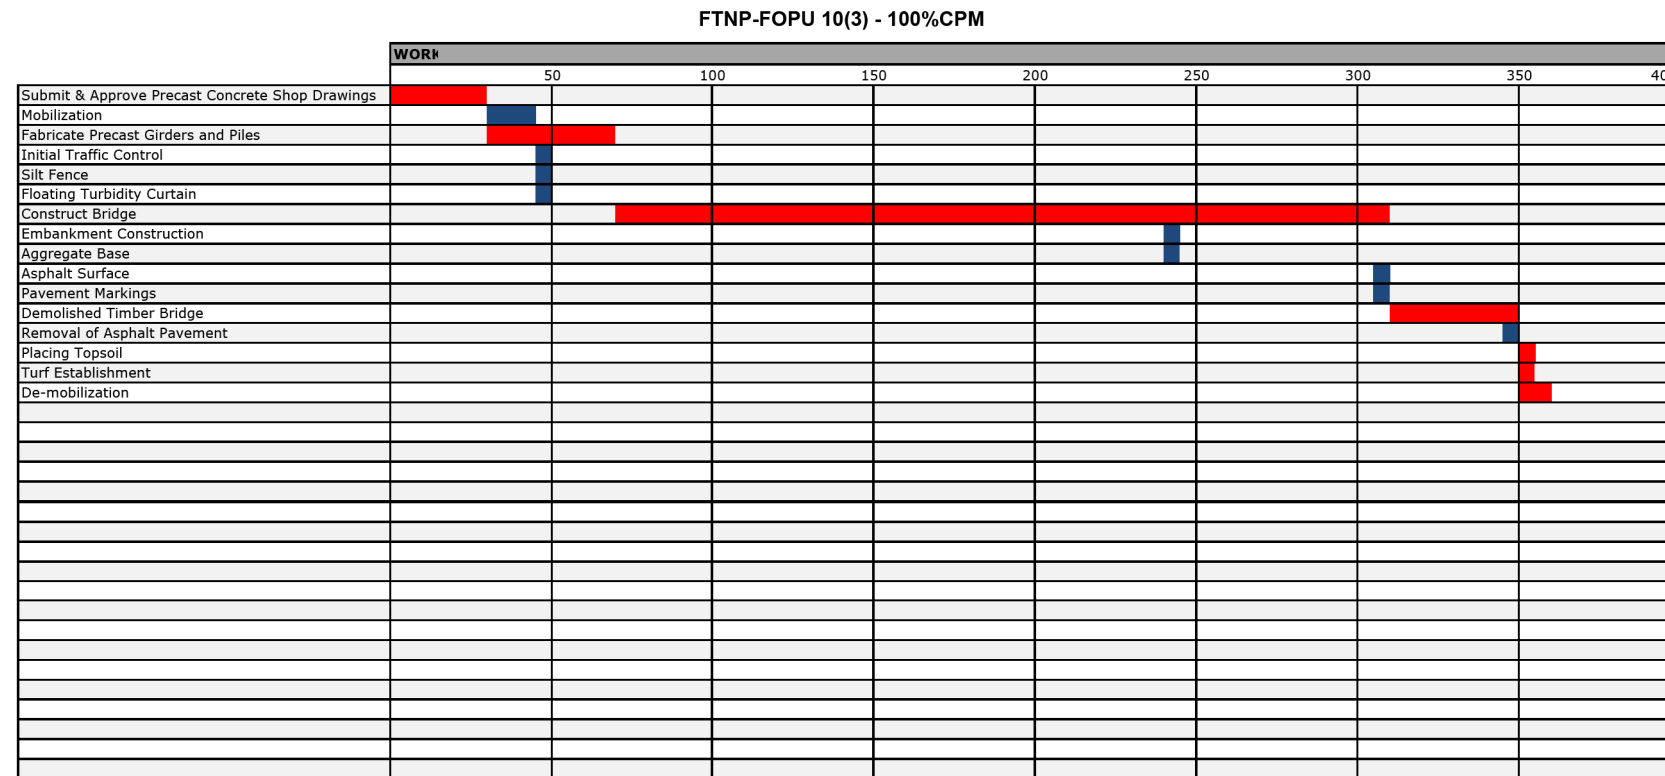 FTNP-FOPU 10(3) - 100%CPM
WORK
50 100 150 200 250 300 350 40
Submit & Approve Precast Concrete Shop Drawings
Mobilization
Fabricate Precast Girders and Piles
Initial Traffic Control
Silt Fence
Floating Turbidity Curtain
Construct Bridge
Embankment Construction
Aggregate Base
Asphalt Surface
Pavement Markings
Demolished Timber Bridge
Removal of Asphalt Pavement
Placing Topsoil
Turf Establishment
De-mobilization